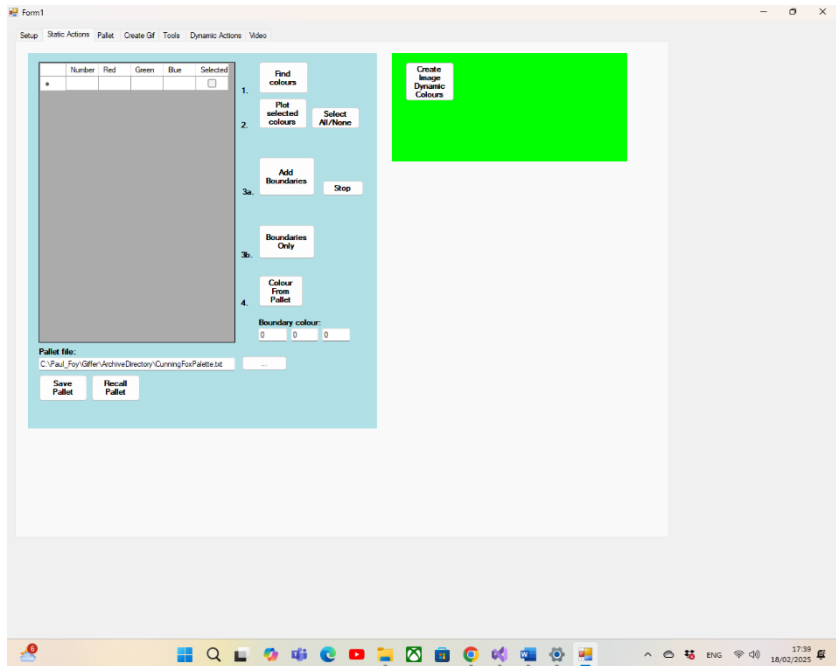 Form1
Setup Static Actions Pallet Create Gif Tools Dynamic Actions Video
Number Red Green Blue Selected
1.
Find
colours
2.
Plot
selected
colours
Select
All/None
3a.
Add
Boundaries
Stop
3b.
Boundaries
Only
4.
Colour
From
Pallet
Boundary colour:
0 0 0
Pallet file:
C:\Paul_Foy\Giffer\ArchiveDirectory\CunningFoxPalette.txt
...
Save
Pallet
Recall
Pallet
Create
Image
Dynamic
Colours
6
ENG
17:39
18/02/2025